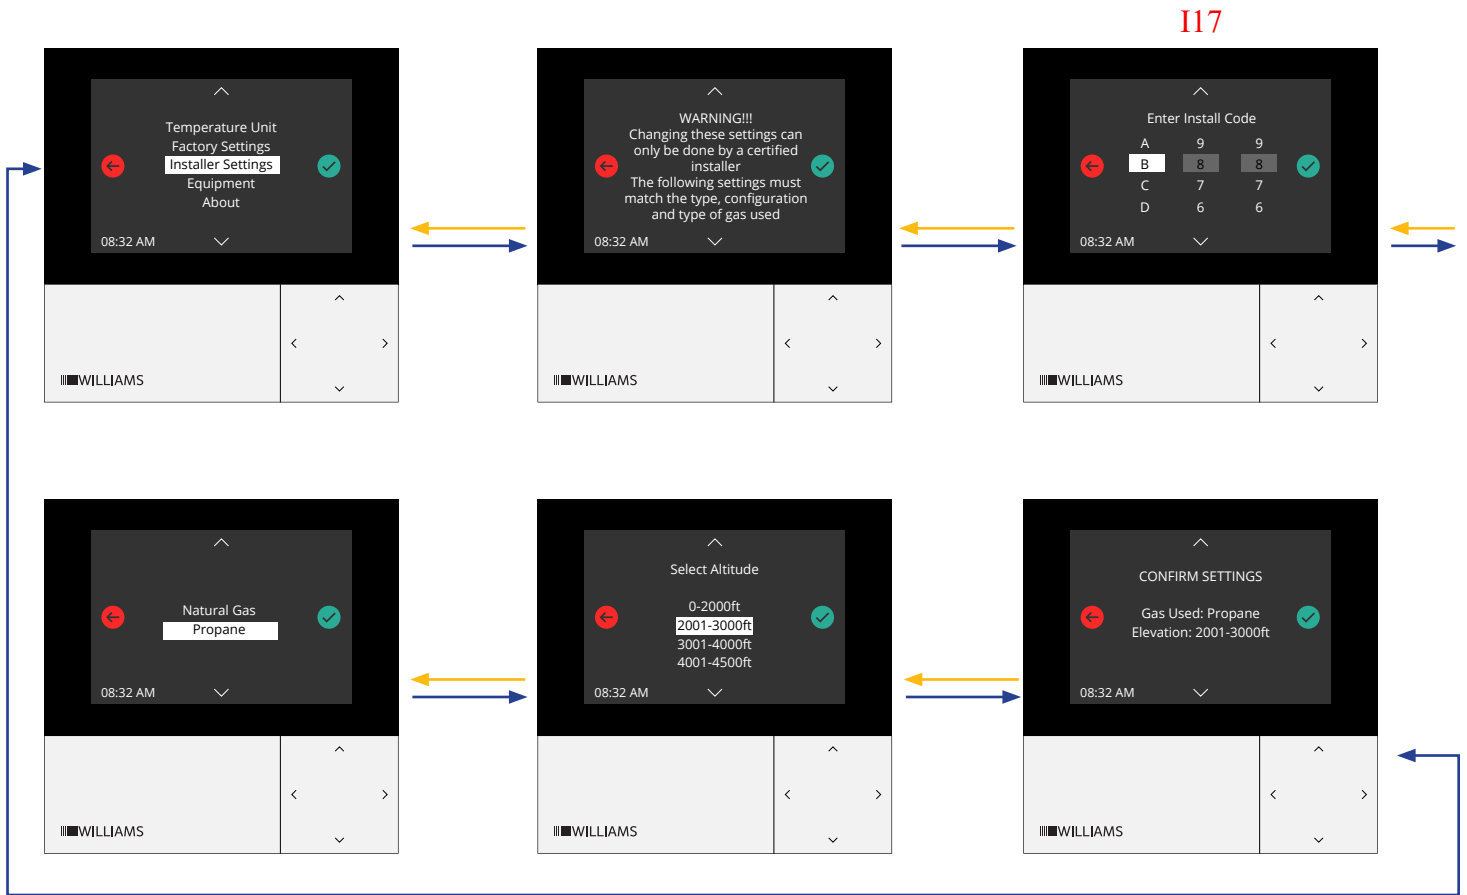 I17
Temperature Unit
Factory Settings
Installer Settings
Equipment
About
08:32 AM
WILLIAMS
WARNING!!!
Changing these settings can
only be done by a certified
installer
The following settings must
match the type, configuration
and type of gas used
08:32 AM
WILLIAMS
Enter Install Code
A 9 9
B 8 8
C 7 7
D 6 6
08:32 AM
WILLIAMS
Natural Gas
Propane
08:32 AM
WILLIAMS
Select Altitude
0-2000ft
2001-3000ft
3001-4000ft
4001-4500ft
08:32 AM
WILLIAMS
CONFIRM SETTINGS
Gas Used: Propane
Elevation: 2001-3000ft
08:32 AM
WILLIAMS